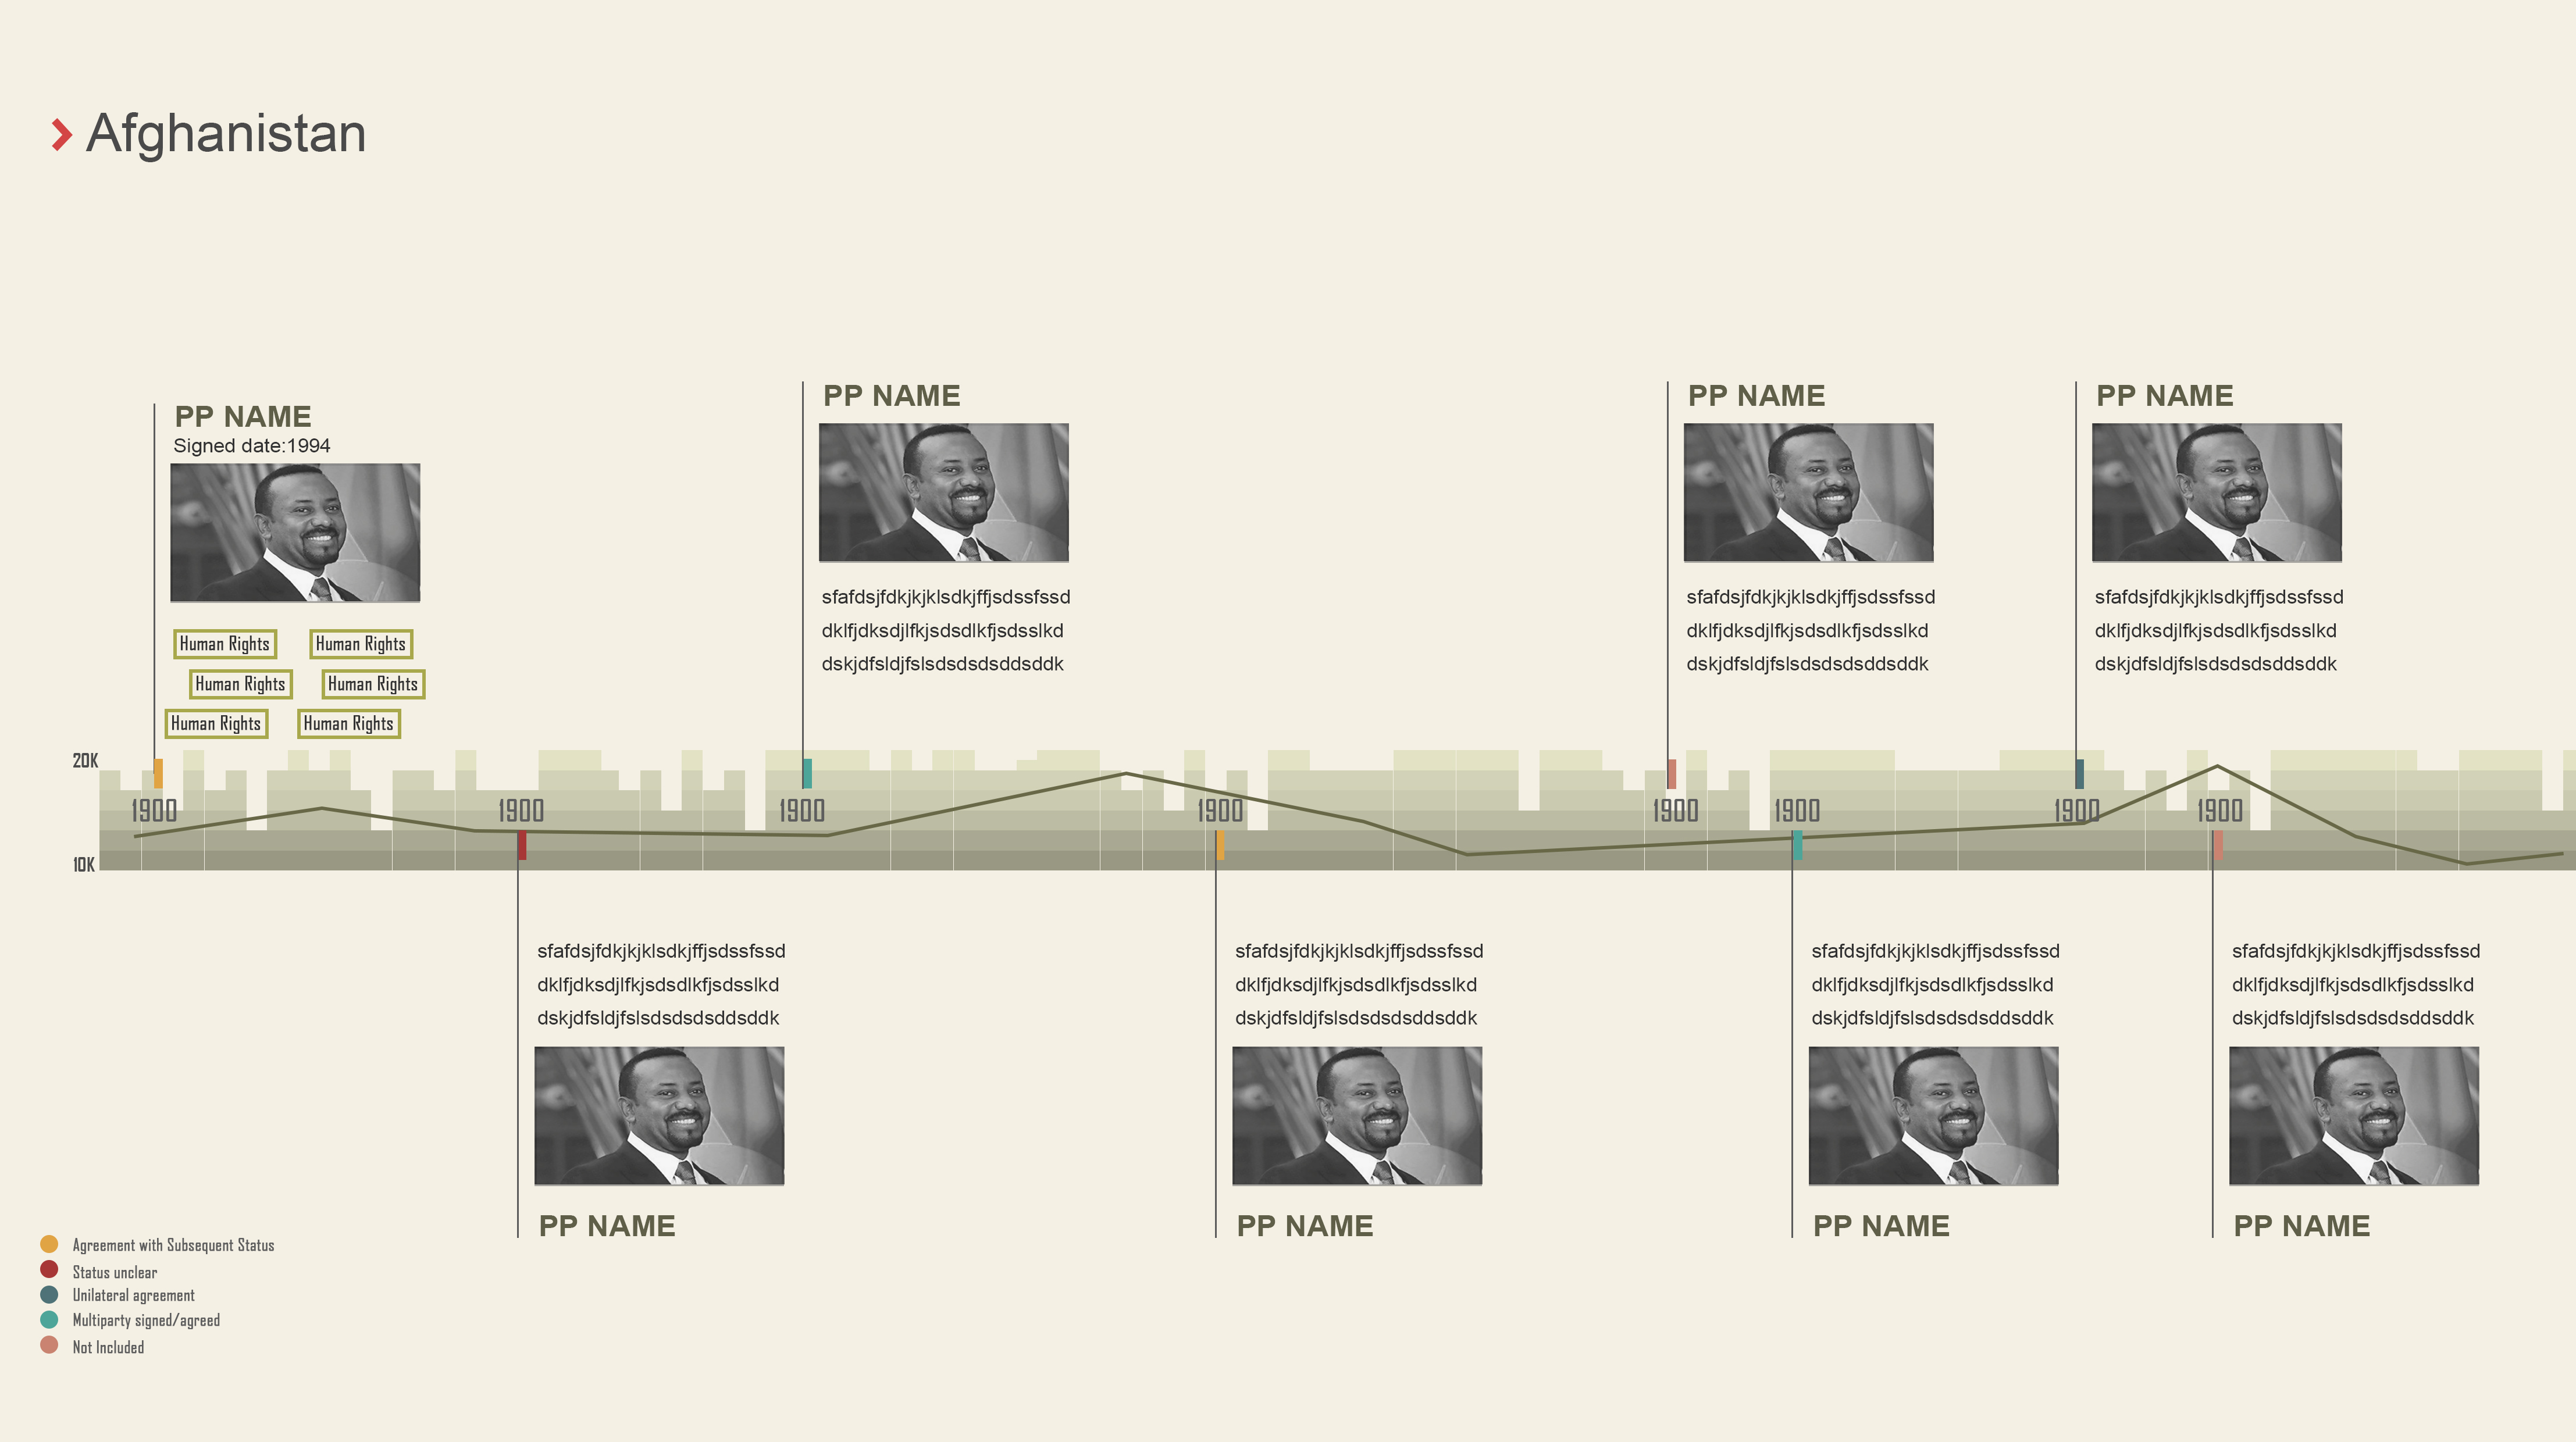 Afghanistan
PP NAME
Signed date:1994
Human Rights
Human Rights
Human Rights
Human Rights
Human Rights
Human Rights
PP NAME
sfafdsjfdkjkjklsdkjffjsdssfssd
dklfjdksdjlfkjsdsdlkfjsdsslkd
dskjdfsldjfslsdsdsdsddsddk
PP NAME
sfafdsjfdkjkjklsdkjffjsdssfssd
dklfjdksdjlfkjsdsdlkfjsdsslkd
dskjdfsldjfslsdsdsdsddsddk
PP NAME
sfafdsjfdkjkjklsdkjffjsdssfssd
dklfjdksdjlfkjsdsdlkfjsdsslkd
dskjdfsldjfslsdsdsdsddsddk
20K
1900
1900
1900
1900
1900
1900
1900
1900
10K
sfafdsjfdkjkjklsdkjffjsdssfssd
dklfjdksdjlfkjsdsdlkfjsdsslkd
dskjdfsldjfslsdsdsdsddsddk
PP NAME
sfafdsjfdkjkjklsdkjffjsdssfssd
dklfjdksdjlfkjsdsdlkfjsdsslkd
dskjdfsldjfslsdsdsdsddsddk
PP NAME
sfafdsjfdkjkjklsdkjffjsdssfssd
dklfjdksdjlfkjsdsdlkfjsdsslkd
dskjdfsldjfslsdsdsdsddsddk
PP NAME
sfafdsjfdkjkjklsdkjffjsdssfssd
dklfjdksdjlfkjsdsdlkfjsdsslkd
dskjdfsldjfslsdsdsdsddsddk
PP NAME
Agreement with Subsequent Status
Status unclear
Unilateral agreement
Multiparty signed/agreed
Not Included